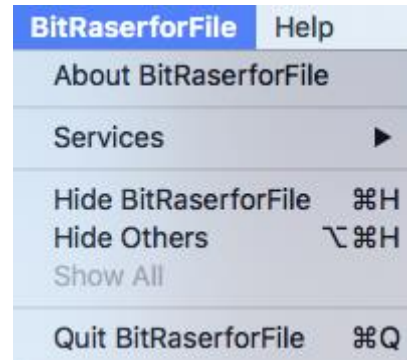 BitRaserforFile Help
About BitRaserforFile
Services ▶
Hide BitRaserforFile ⌘H
Hide Others ⌥⌘H
Show All
Quit BitRaserforFile ⌘Q